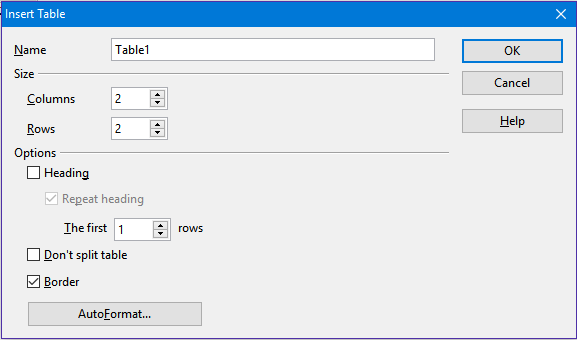 Insert Table
Name Table1 OK
Size Cancel
Columns 2
Rows 2 Help
Options
Heading
Repeat heading
The first 1 rows
Don't split table
Border
AutoFormat...